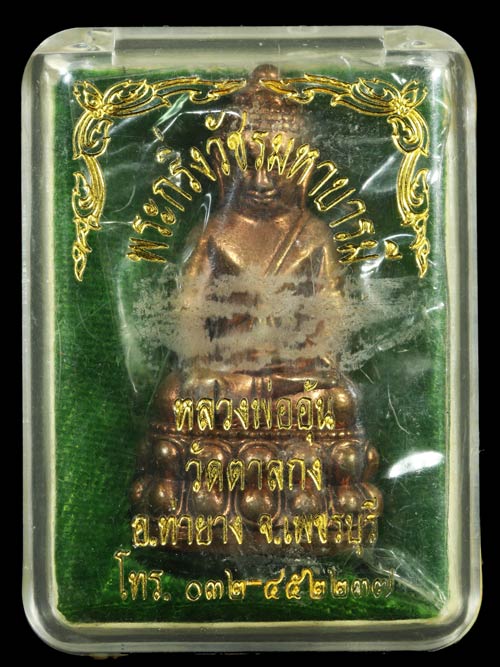 พระกริ่งวัชรมหาบารมี
หลวงพ่ออุ้น
วัดตาลกง
อ.ท่ายาง จ.เพชรบุรี
โทร. ๐๓๒-๔๕๒๒๓๗